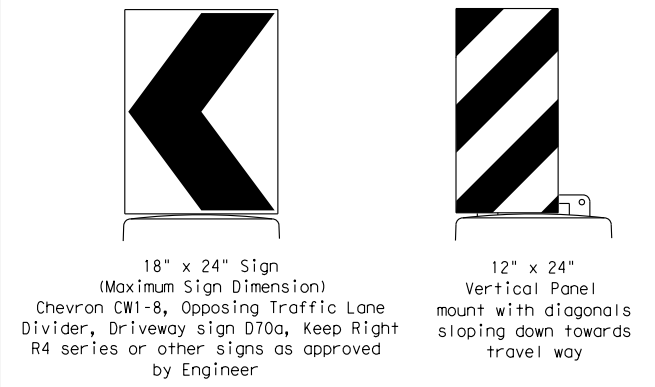 18" x 24" Sign
(Maximum Sign Dimension)
Chevron CW1-8, Opposing Traffic Lane
Divider, Driveway sign D70a, Keep Right
R4 series or other signs as approved
by Engineer
12" x 24"
Vertical Panel
mount with diagonals
sloping down towards
travel way